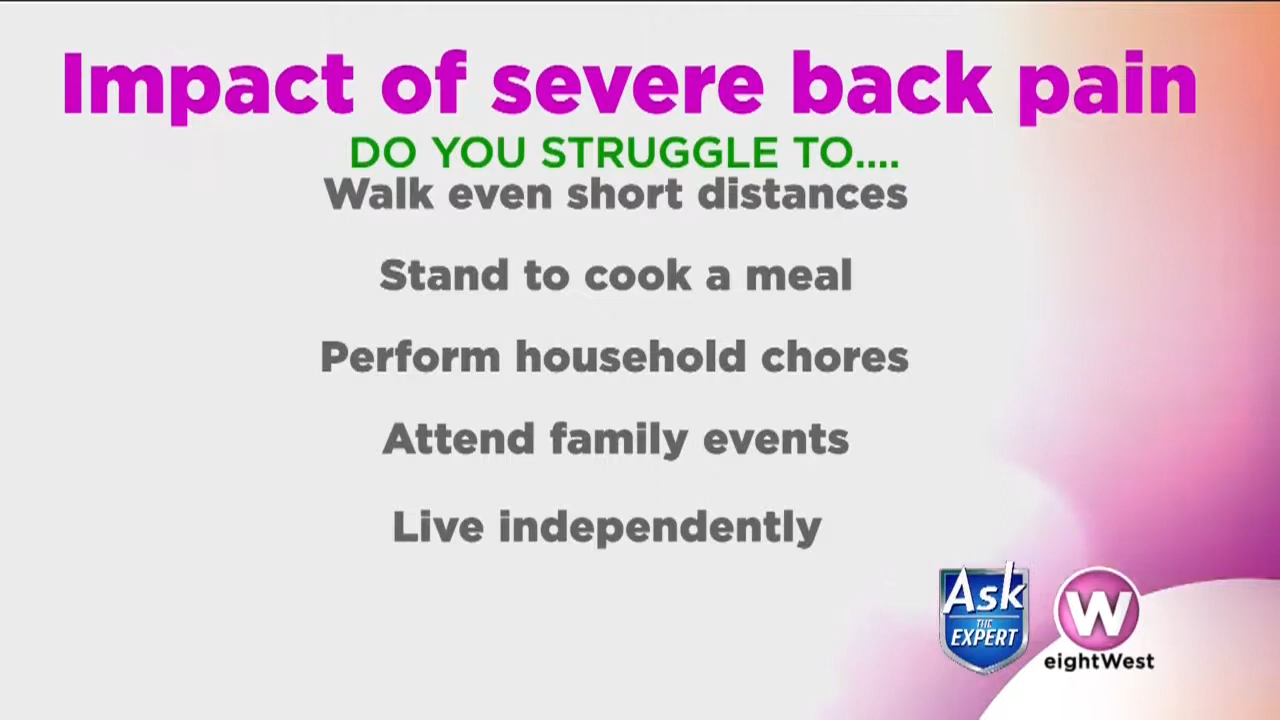 Impact of severe back pain
DO YOU STRUGGLE TO....
Walk even short distances
Stand to cook a meal
Perform household chores
Attend family events
Live independently
Ask
THE
EXPERT
W
eightWest